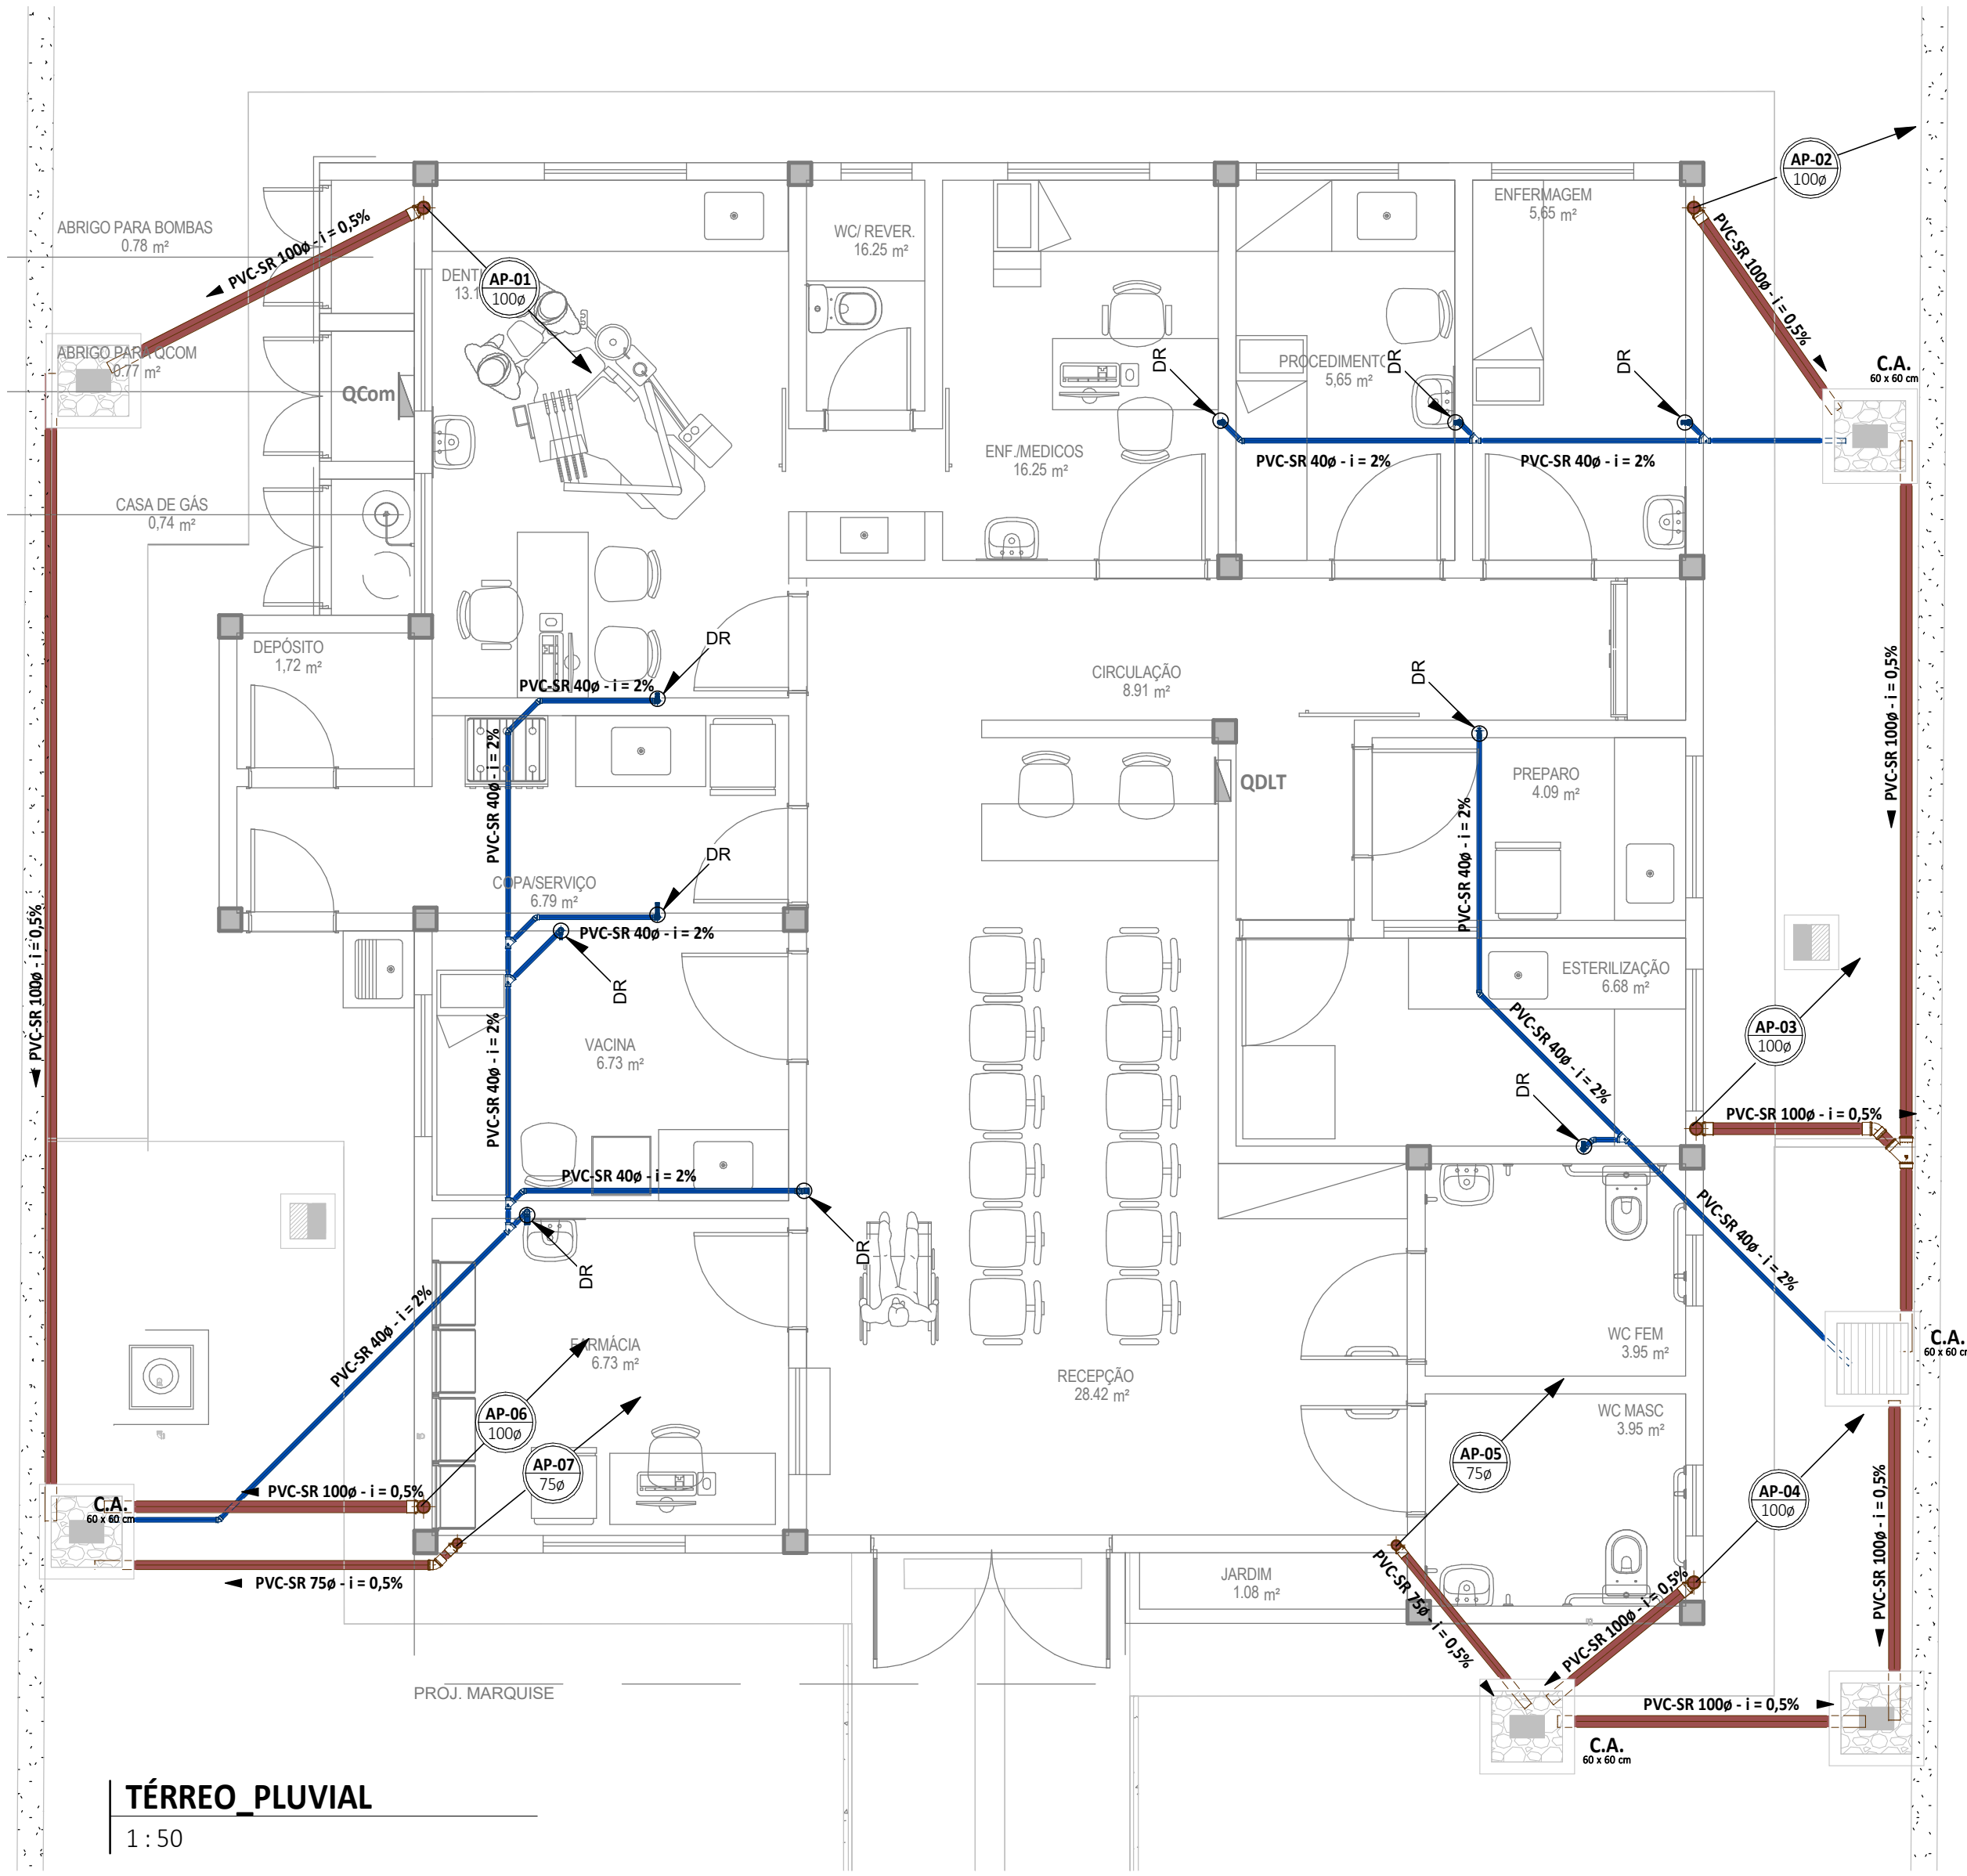 AP-02
100ø
ABRIGO PARA BOMBAS
0.78 m²
PVC-SR 100ø - i = 0,5%
WC/ REVER.
16.25 m²
ENFERMAGEM
5,65 m²
PVC-SR 100ø - i = 0,5%
AP-01
100ø
ABRIGO PARA QCOM
0.77 m²
QCom
DR
PROCEDIMENTO
5,65 m²
DR
DR
C.A.
60 x 60 cm
ENF./MEDICOS
16.25 m²
PVC-SR 40ø - i = 2%
PVC-SR 40ø - i = 2%
CASA DE GÁS
0,74 m²
DEPÓSITO
1,72 m²
DR
PVC-SR 40ø - i = 2%
CIRCULAÇÃO
8.91 m²
DR
PVC-SR 100ø - i = 0,5%
PVC-SR 40ø - i = 2%
QDLT
PREPARO
4.09 m²
PVC-SR 40ø - i = 2%
DR
COPA/SERVIÇO
6.79 m²
PVC-SR 40ø - i = 2%
DR
PVC-SR 100ø - i = 0,5%
ESTERILIZAÇÃO
6.68 m²
AP-03
100ø
VACINA
6.73 m²
PVC-SR 40ø - i = 2%
PVC-SR 40ø - i = 2%
DR
PVC-SR 100ø - i = 0,5%
PVC-SR 40ø - i = 2%
DR
DR
PVC-SR 40ø - i = 2%
PVC-SR 40ø - i = 2%
FARMÁCIA
6.73 m²
WC FEM
3.95 m²
C.A.
60 x 60 cm
RECEPÇÃO
28.42 m²
AP-06
100ø
AP-07
75ø
WC MASC
3.95 m²
AP-05
75ø
AP-04
100ø
PVC-SR 100ø - i = 0,5%
C.A.
60 x 60 cm
PVC-SR 100ø - i = 0,5%
PVC-SR 75ø - i = 0,5%
JARDIM
1.08 m²
PVC-SR 75ø - i = 0,5%
PVC-SR 100ø - i = 0,5%
PROJ. MARQUISE
PVC-SR 100ø - i = 0,5%
C.A.
60 x 60 cm
TÉRREO_PLUVIAL
1 : 50